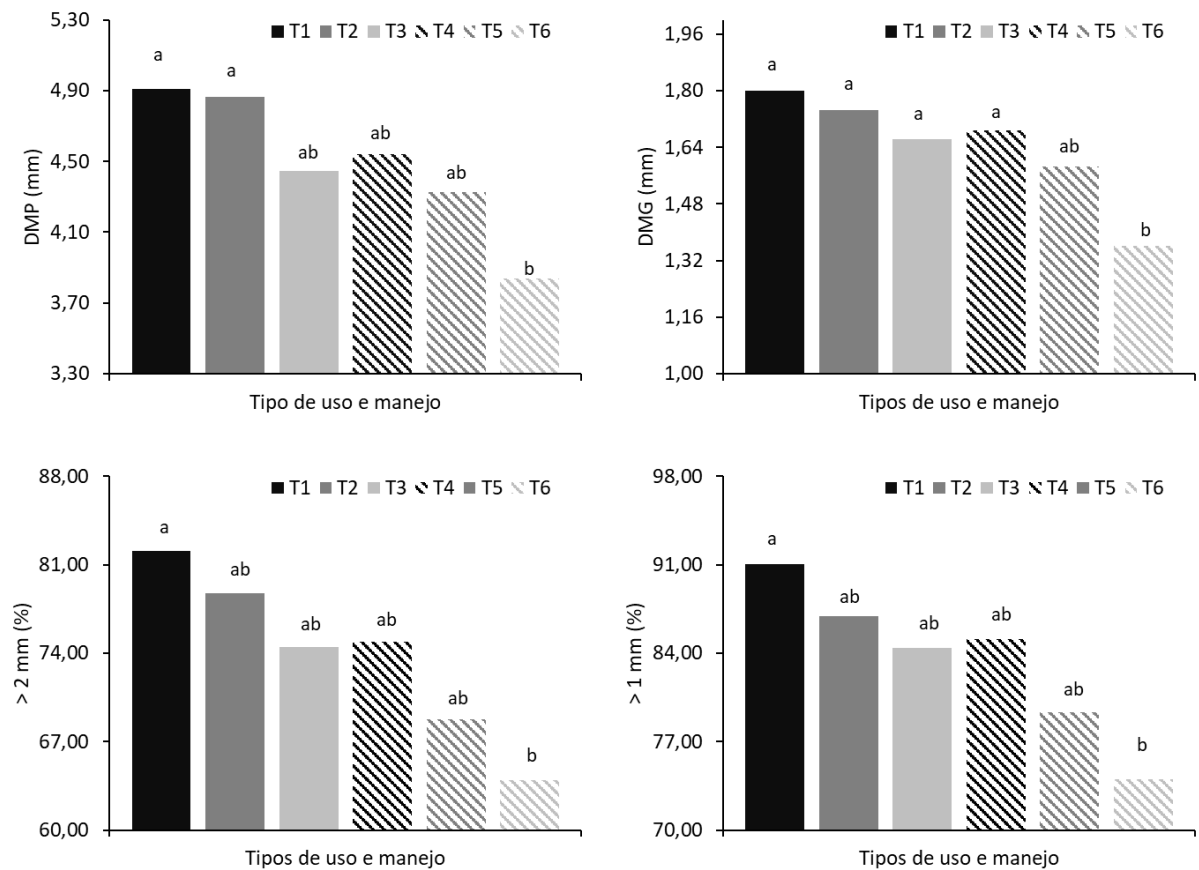 5,30
4,90
4,50
4,10
3,70
3,30
DMP (mm)
T1 T2 T3 T4 T5 T6
a a ab ab ab b
Tipo de uso e manejo
1,96
1,80
1,64
1,48
1,32
1,16
1,00
DMG (mm)
T1 T2 T3 T4 T5 T6
a a a a ab b
Tipos de uso e manejo
88,00
81,00
74,00
67,00
60,00
> 2 mm (%)
T1 T2 T3 T4 T5 T6
a ab ab ab ab b
Tipos de uso e manejo
98,00
91,00
84,00
77,00
70,00
> 1 mm (%)
T1 T2 T3 T4 T5 T6
a ab ab ab ab b
Tipos de uso e manejo